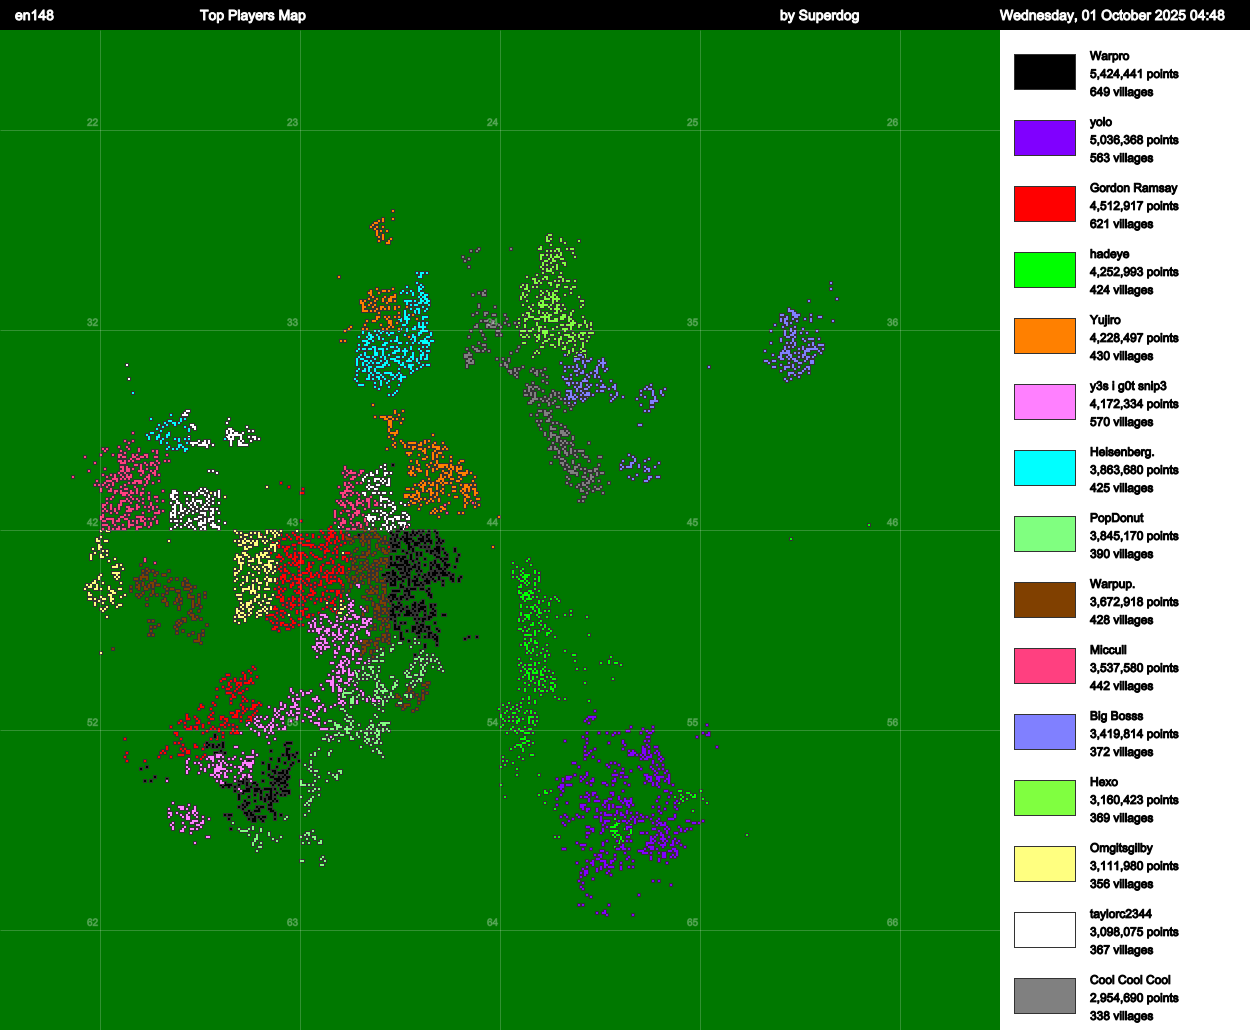 en148 Top Players Map by Superdog Wednesday, 01 October 2025 04:48
22 23 24 25 26
32 33 34 35 36
42 43 44 45 46
52 53 54 55 56
62 63 64 65 66
Warpro
5,424,441 points
649 villages
yolo
5,036,368 points
563 villages
Gordon Ramsay
4,512,917 points
621 villages
hadeye
4,252,993 points
424 villages
Yujiro
4,228,497 points
430 villages
y3s i g0t snip3
4,172,334 points
570 villages
Heisenberg.
3,863,680 points
425 villages
PopDonut
3,845,170 points
390 villages
Warpup.
3,672,918 points
428 villages
Miccull
3,537,580 points
442 villages
Big Bosss
3,419,814 points
372 villages
Hexo
3,160,423 points
369 villages
Omgitsgilby
3,111,980 points
356 villages
taylorc2344
3,098,075 points
367 villages
Cool Cool Cool
2,954,690 points
338 villages